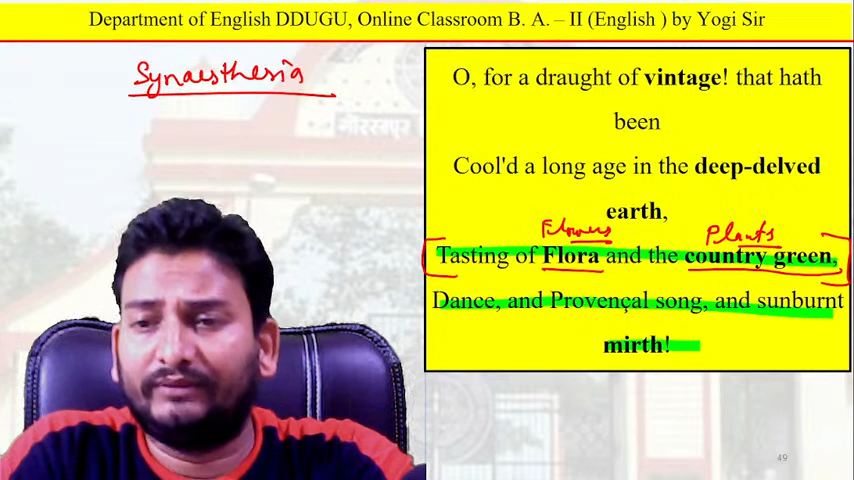 Department of English DDUGU, Online Classroom B. A. – II (English ) by Yogi Sir
Synaesthesia
O, for a draught of vintage! that hath
been
Cool'd a long age in the deep-delved
earth,
Flowers Plants
Tasting of Flora and the country green,
Dance, and Provençal song, and sunburnt
mirth!
49